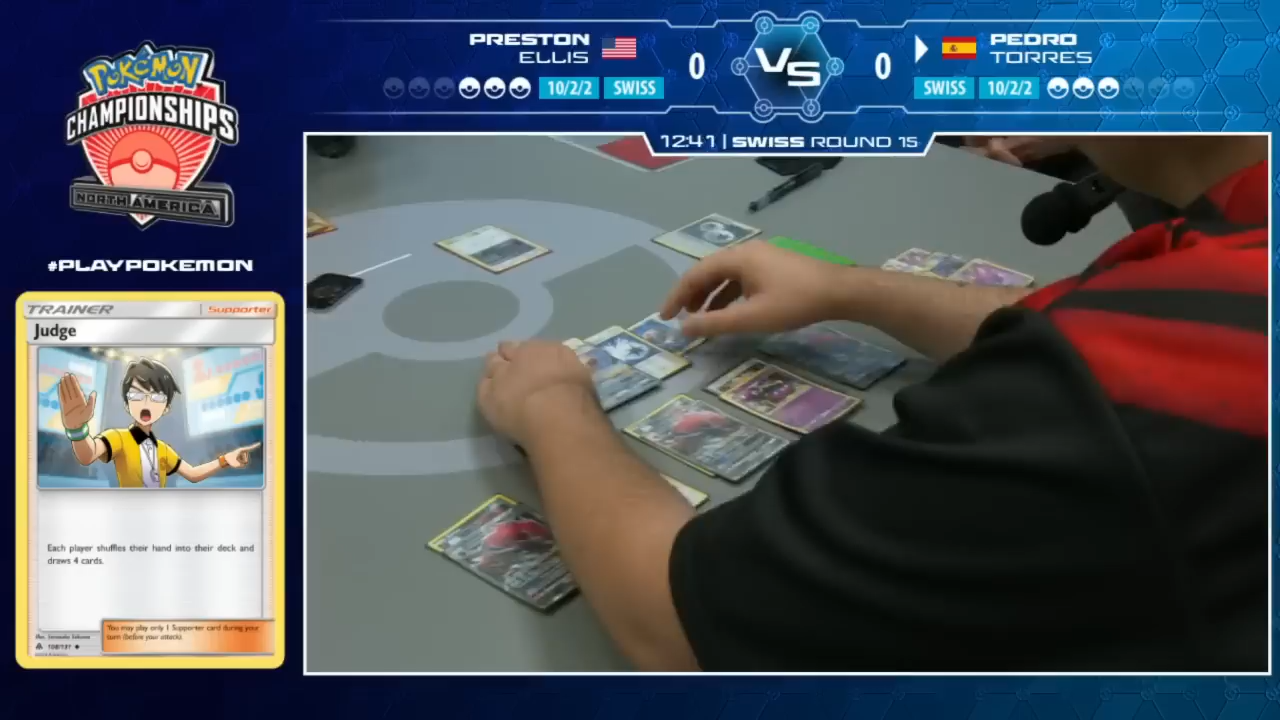 POKÉMON
CHAMPIONSHIPS
NORTH AMERICA
#PLAYPOKEMON
PRESTON
ELLIS
0
10/2/2
SWISS
VS
0
PEDRO
TORRES
SWISS
10/2/2
12:41 | SWISS ROUND 15
TRAINER
Supporter
Judge
Each player shuffles their hand into their deck and
draws 4 cards.
You may play only 1 Supporter card during your
turn (before your attack).
108/131